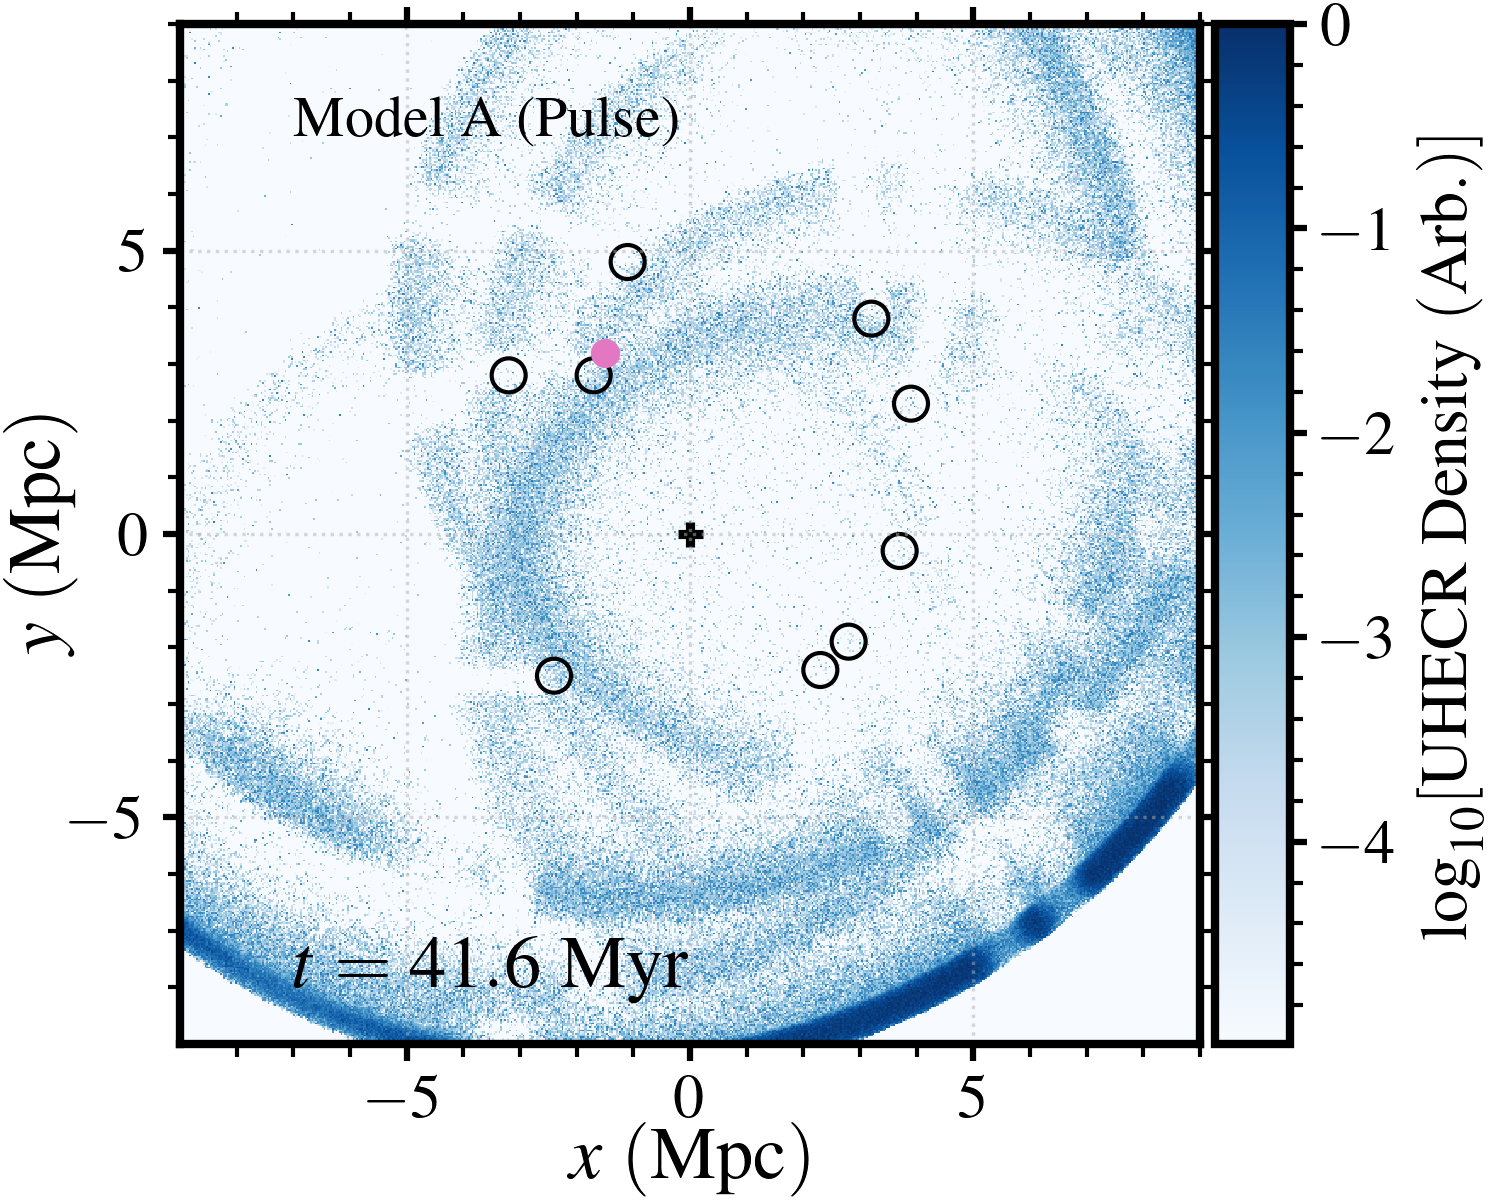 Model A (Pulse)
t = 41.6 Myr
5
0
−5
y (Mpc)
−5
0
5
x (Mpc)
0
−1
−2
−3
−4
log10[UHECR Density (Arb.)]